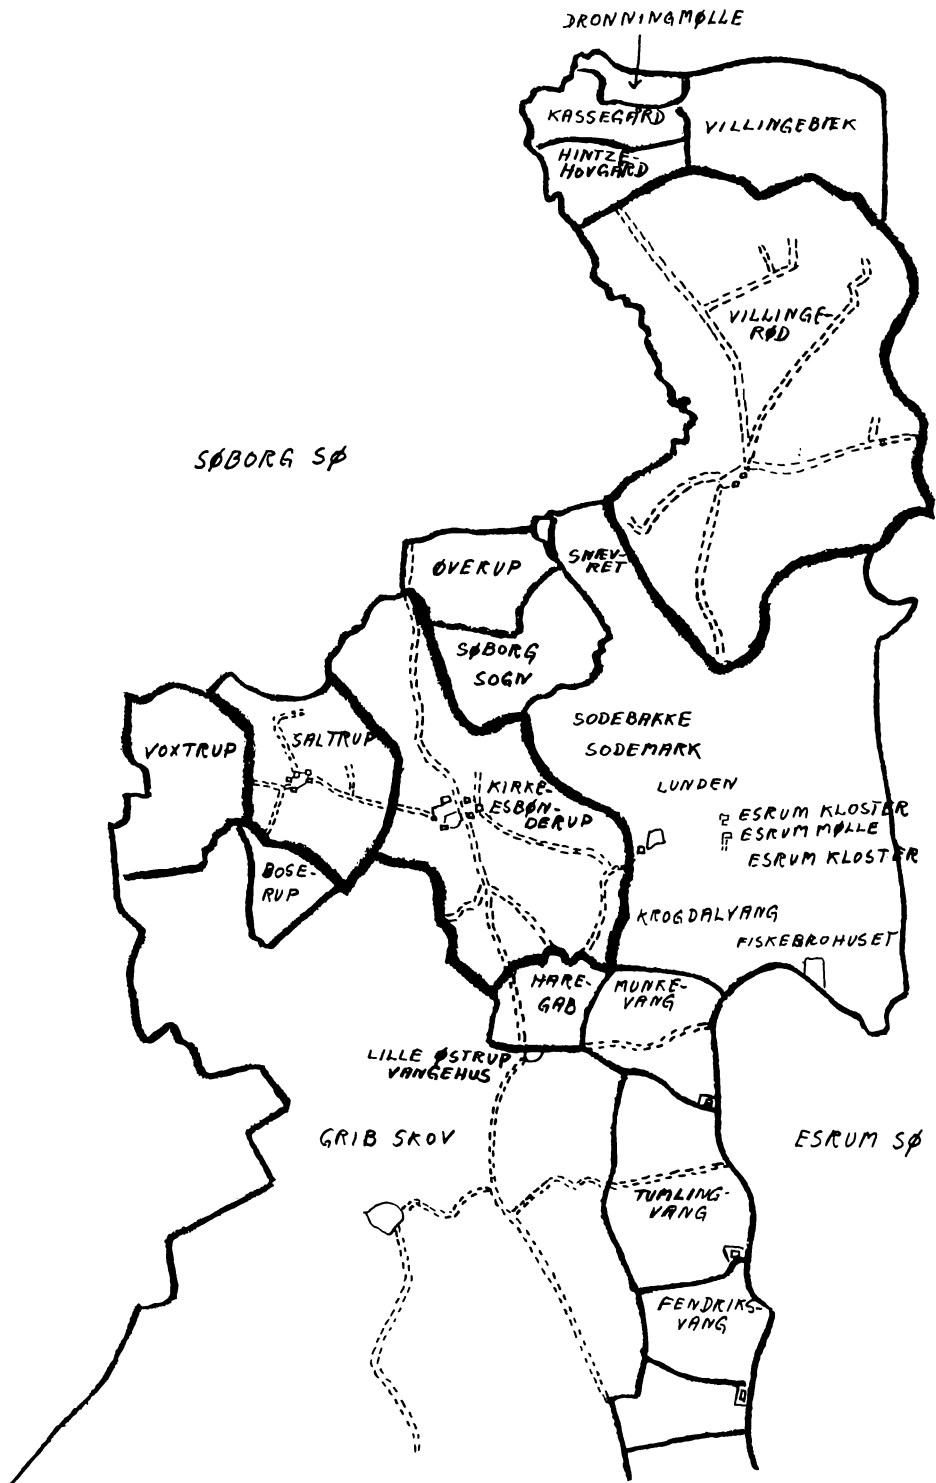 DRONNINGMØLLE
KASSEGÅRD
VILLINGEBÆK
HINTZE-
HOVGÅRD
VILLINGE-
RØD
SØBORG SØ
ØVERUP
SNÆV-
RET
SØBORG
SOGN
SODEBAKKE
SODEMARK
VOXTRUP
SALTRUP
LUNDEN
KIRKE-
ESBØN-
DERUP
ESRUM KLOSTER
ESRUM MØLLE
ESRUM KLOSTER
BOSE-
RUP
KROGDALVANG
FISKEBROHUSET
HARE-
GAB
MUNKE-
VANG
LILLE ØSTRUP
VANGEHUS
GRIB SKOV
ESRUM SØ
TUMLING-
VANG
FENDRIKS-
VANG